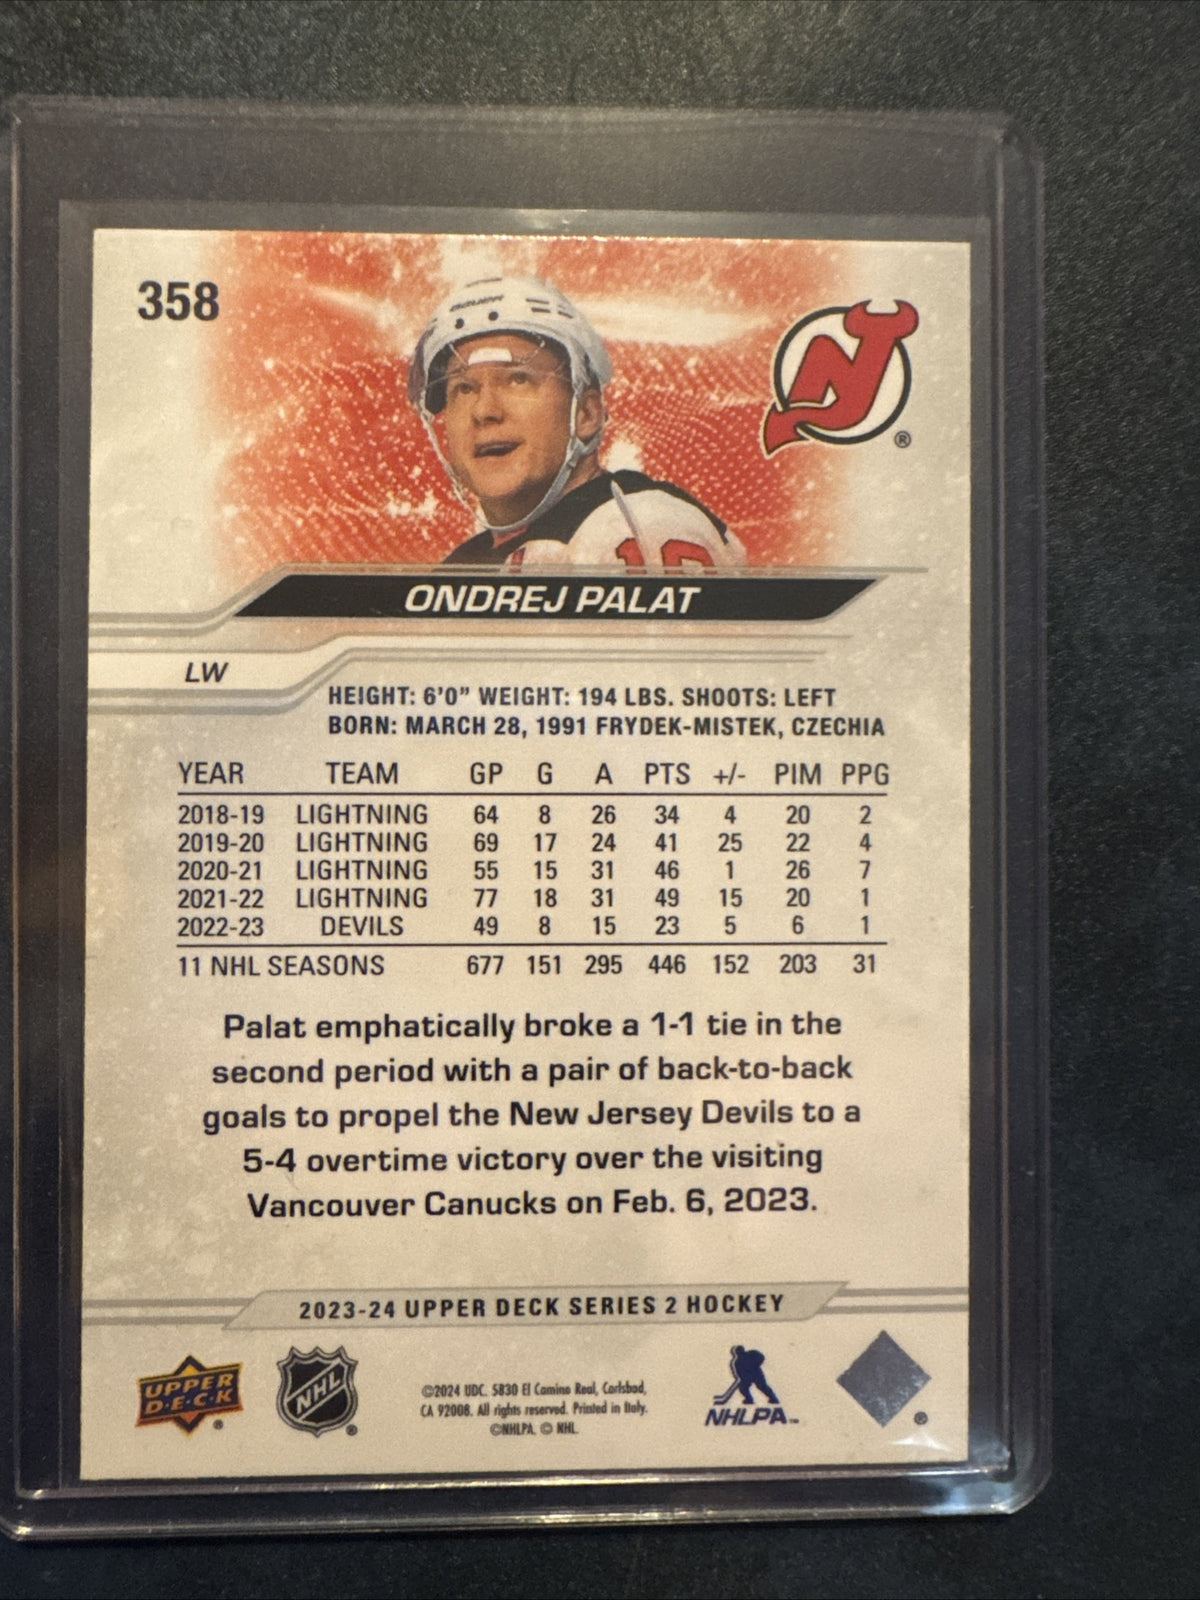 358
BAUER
NJ
®
18
ONDREJ PALAT
LW
HEIGHT: 6'0" WEIGHT: 194 LBS. SHOOTS: LEFT
BORN: MARCH 28, 1991 FRYDEK-MISTEK, CZECHIA
YEAR TEAM GP G A PTS +/- PIM PPG
2018-19 LIGHTNING 64 8 26 34 4 20 2
2019-20 LIGHTNING 69 17 24 41 25 22 4
2020-21 LIGHTNING 55 15 31 46 1 26 7
2021-22 LIGHTNING 77 18 31 49 15 20 1
2022-23 DEVILS 49 8 15 23 5 6 1
11 NHL SEASONS 677 151 295 446 152 203 31
Palat emphatically broke a 1-1 tie in the
second period with a pair of back-to-back
goals to propel the New Jersey Devils to a
5-4 overtime victory over the visiting
Vancouver Canucks on Feb. 6, 2023.
2023-24 UPPER DECK SERIES 2 HOCKEY
UPPER
D·E·C·K
®
NHL
®
©2024 UDC. 5830 El Camino Real, Carlsbad,
CA 92008. All rights reserved. Printed in Italy.
©NHLPA. © NHL.
NHLPA™
®